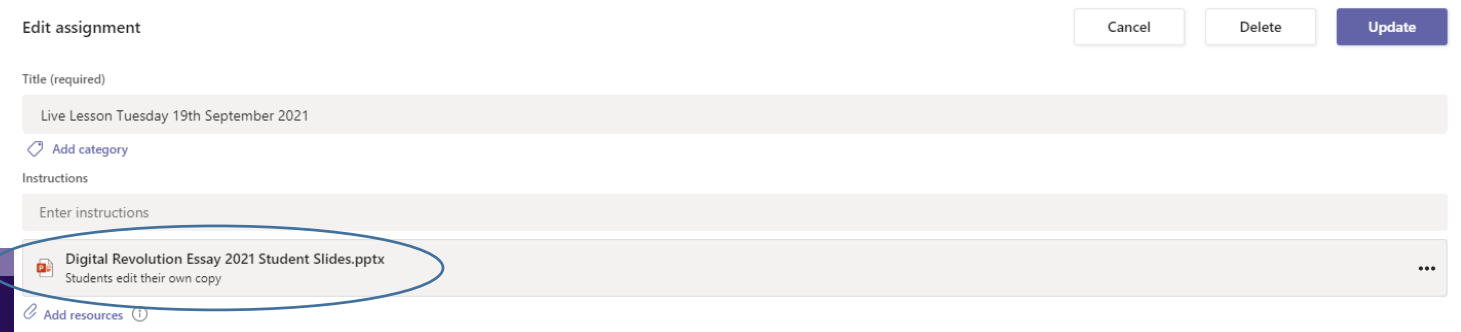 Edit assignment
Cancel
Delete
Update
Title (required)
Live Lesson Tuesday 19th September 2021
Add category
Instructions
Enter instructions
Digital Revolution Essay 2021 Student Slides.pptx
Students edit their own copy
Add resources